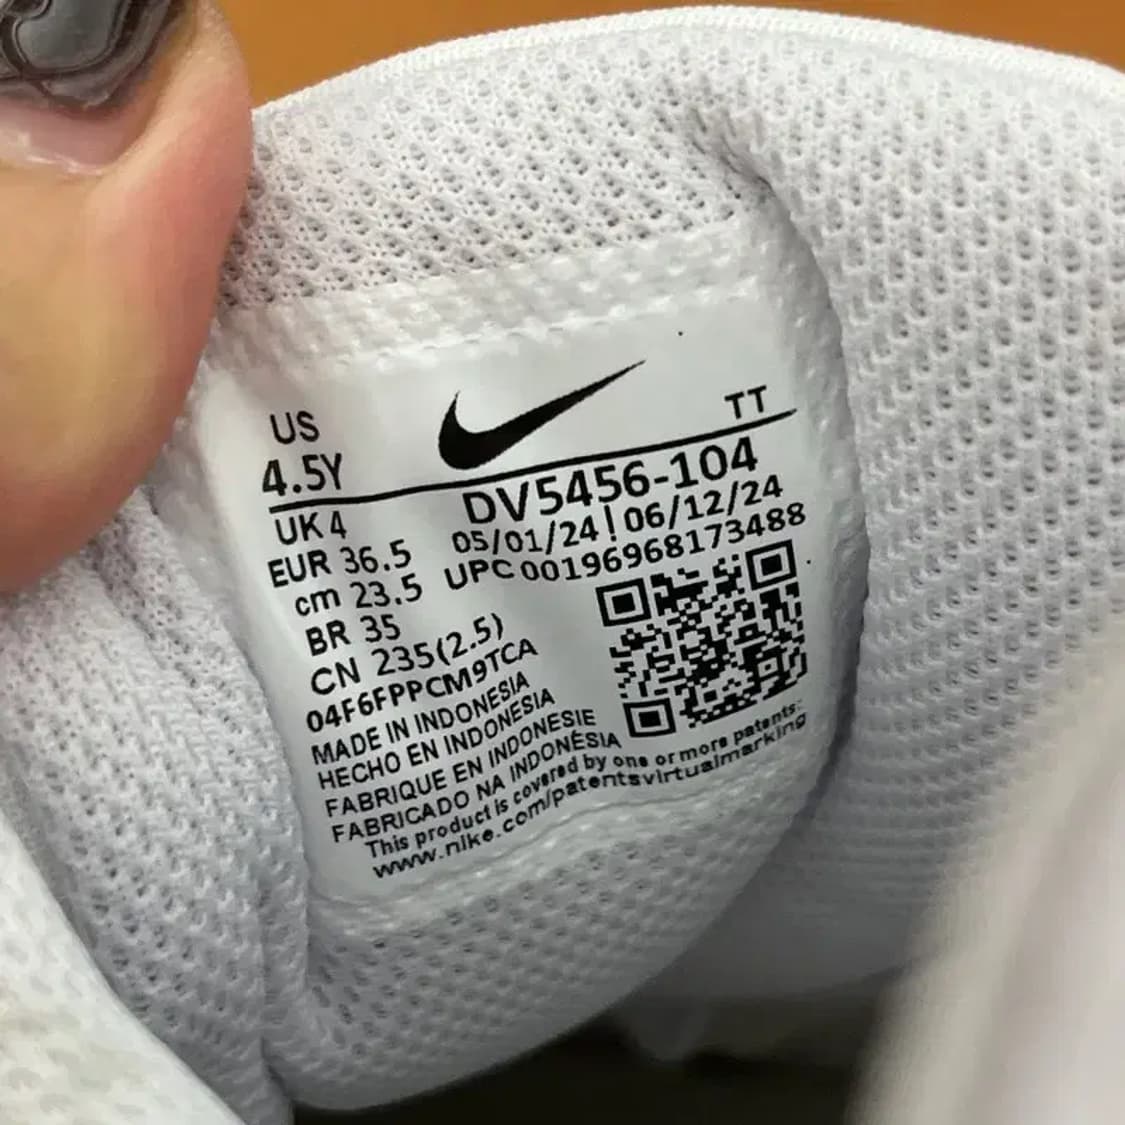 US
4.5Y
TT
UK 4
DV5456-104
EUR 36.5
05/01/24 | 06/12/24
cm 23.5
UPC 00196968173488
BR 35
CN 235(2.5)
04F6FPPCM9TCA
MADE IN INDONESIA
HECHO EN INDONESIA
FABRIQUE EN INDONESIE
FABRICADO NA INDONÉSIA
This product is covered by one or more patents:
www.nike.com/patentsvirtualmarking